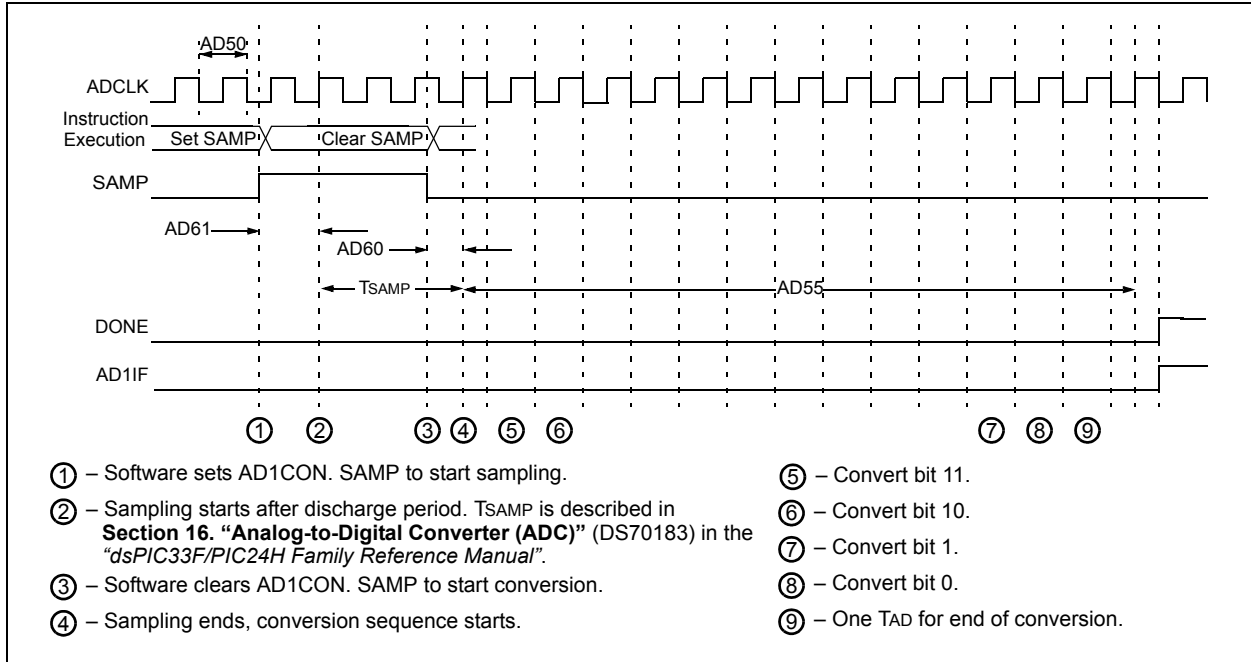 AD50
ADCLK
Instruction
Execution
Set SAMP
Clear SAMP
SAMP
AD61
AD60
TSAMP
AD55
DONE
AD1IF
1 2 3 4 5 6 7 8 9
1 – Software sets AD1CON. SAMP to start sampling.
2 – Sampling starts after discharge period. TSAMP is described in
Section 16. “Analog-to-Digital Converter (ADC)” (DS70183) in the
“dsPIC33F/PIC24H Family Reference Manual”.
3 – Software clears AD1CON. SAMP to start conversion.
4 – Sampling ends, conversion sequence starts.
5 – Convert bit 11.
6 – Convert bit 10.
7 – Convert bit 1.
8 – Convert bit 0.
9 – One TAD for end of conversion.